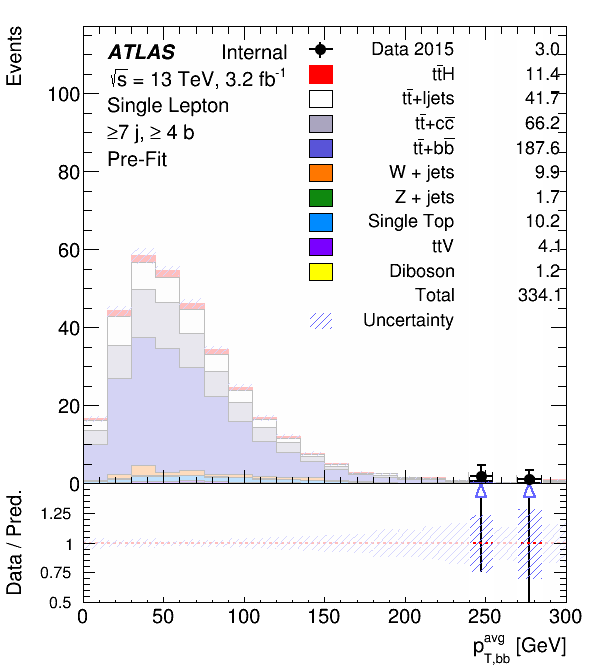 Events
ATLAS Internal
√s = 13 TeV, 3.2 fb⁻¹
Single Lepton
≥7 j, ≥ 4 b
Pre-Fit
Data 2015 3.0
tt̄H 11.4
tt̄+ljets 41.7
tt̄+cc̄ 66.2
tt̄+bb̄ 187.6
W + jets 9.9
Z + jets 1.7
Single Top 10.2
ttV 4.1
Diboson 1.2
Total 334.1
Uncertainty
100
80
60
40
20
0
Data / Pred.
1.25
1
0.75
0.5
0 50 100 150 200 250 300
p_{T,bb}^{avg} [GeV]